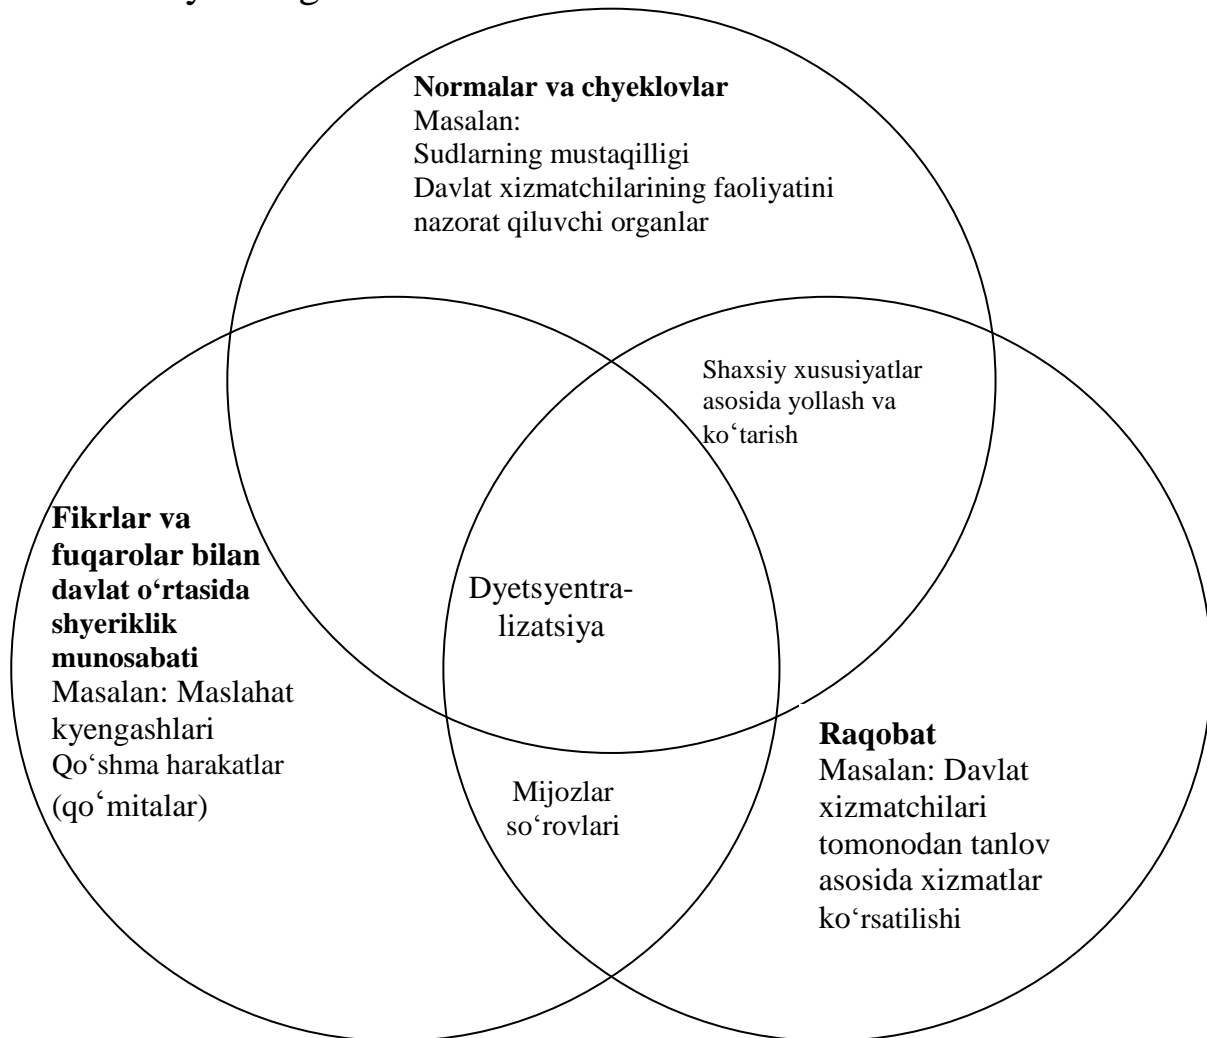 Normalar va chyeklovlar
Masalan:
Sudlarning mustaqilligi
Davlat xizmatchilarining faoliyatini
nazorat qiluvchi organlar
Shaxsiy xususiyatlar
asosida yollash va
ko‘tarish
Fikrlar va
fuqarolar bilan
davlat o‘rtasida
shyeriklik
munosabati
Masalan: Maslahat
kyengashlari
Qo‘shma harakatlar
(qo‘mitalar)
Dyetsyentra-
lizatsiya
Mijozlar
so‘rovlari
Raqobat
Masalan: Davlat
xizmatchilari
tomonodan tanlov
asosida xizmatlar
ko‘rsatilishi